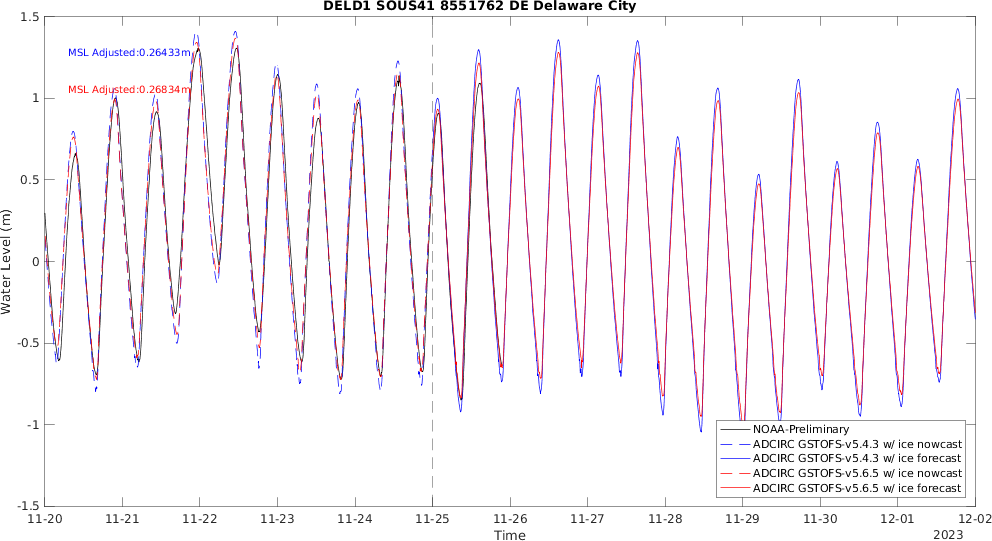 DELD1 SOUS41 8551762 DE Delaware City
1.5
MSL Adjusted:0.26433m
MSL Adjusted:0.26834m
1
0.5
0
-0.5
-1
-1.5
Water Level (m)
NOAA-Preliminary
ADCIRC GSTOFS-v5.4.3 w/ ice nowcast
ADCIRC GSTOFS-v5.4.3 w/ ice forecast
ADCIRC GSTOFS-v5.6.5 w/ ice nowcast
ADCIRC GSTOFS-v5.6.5 w/ ice forecast
11-20 11-21 11-22 11-23 11-24 11-25 11-26 11-27 11-28 11-29 11-30 12-01 12-02
Time
2023